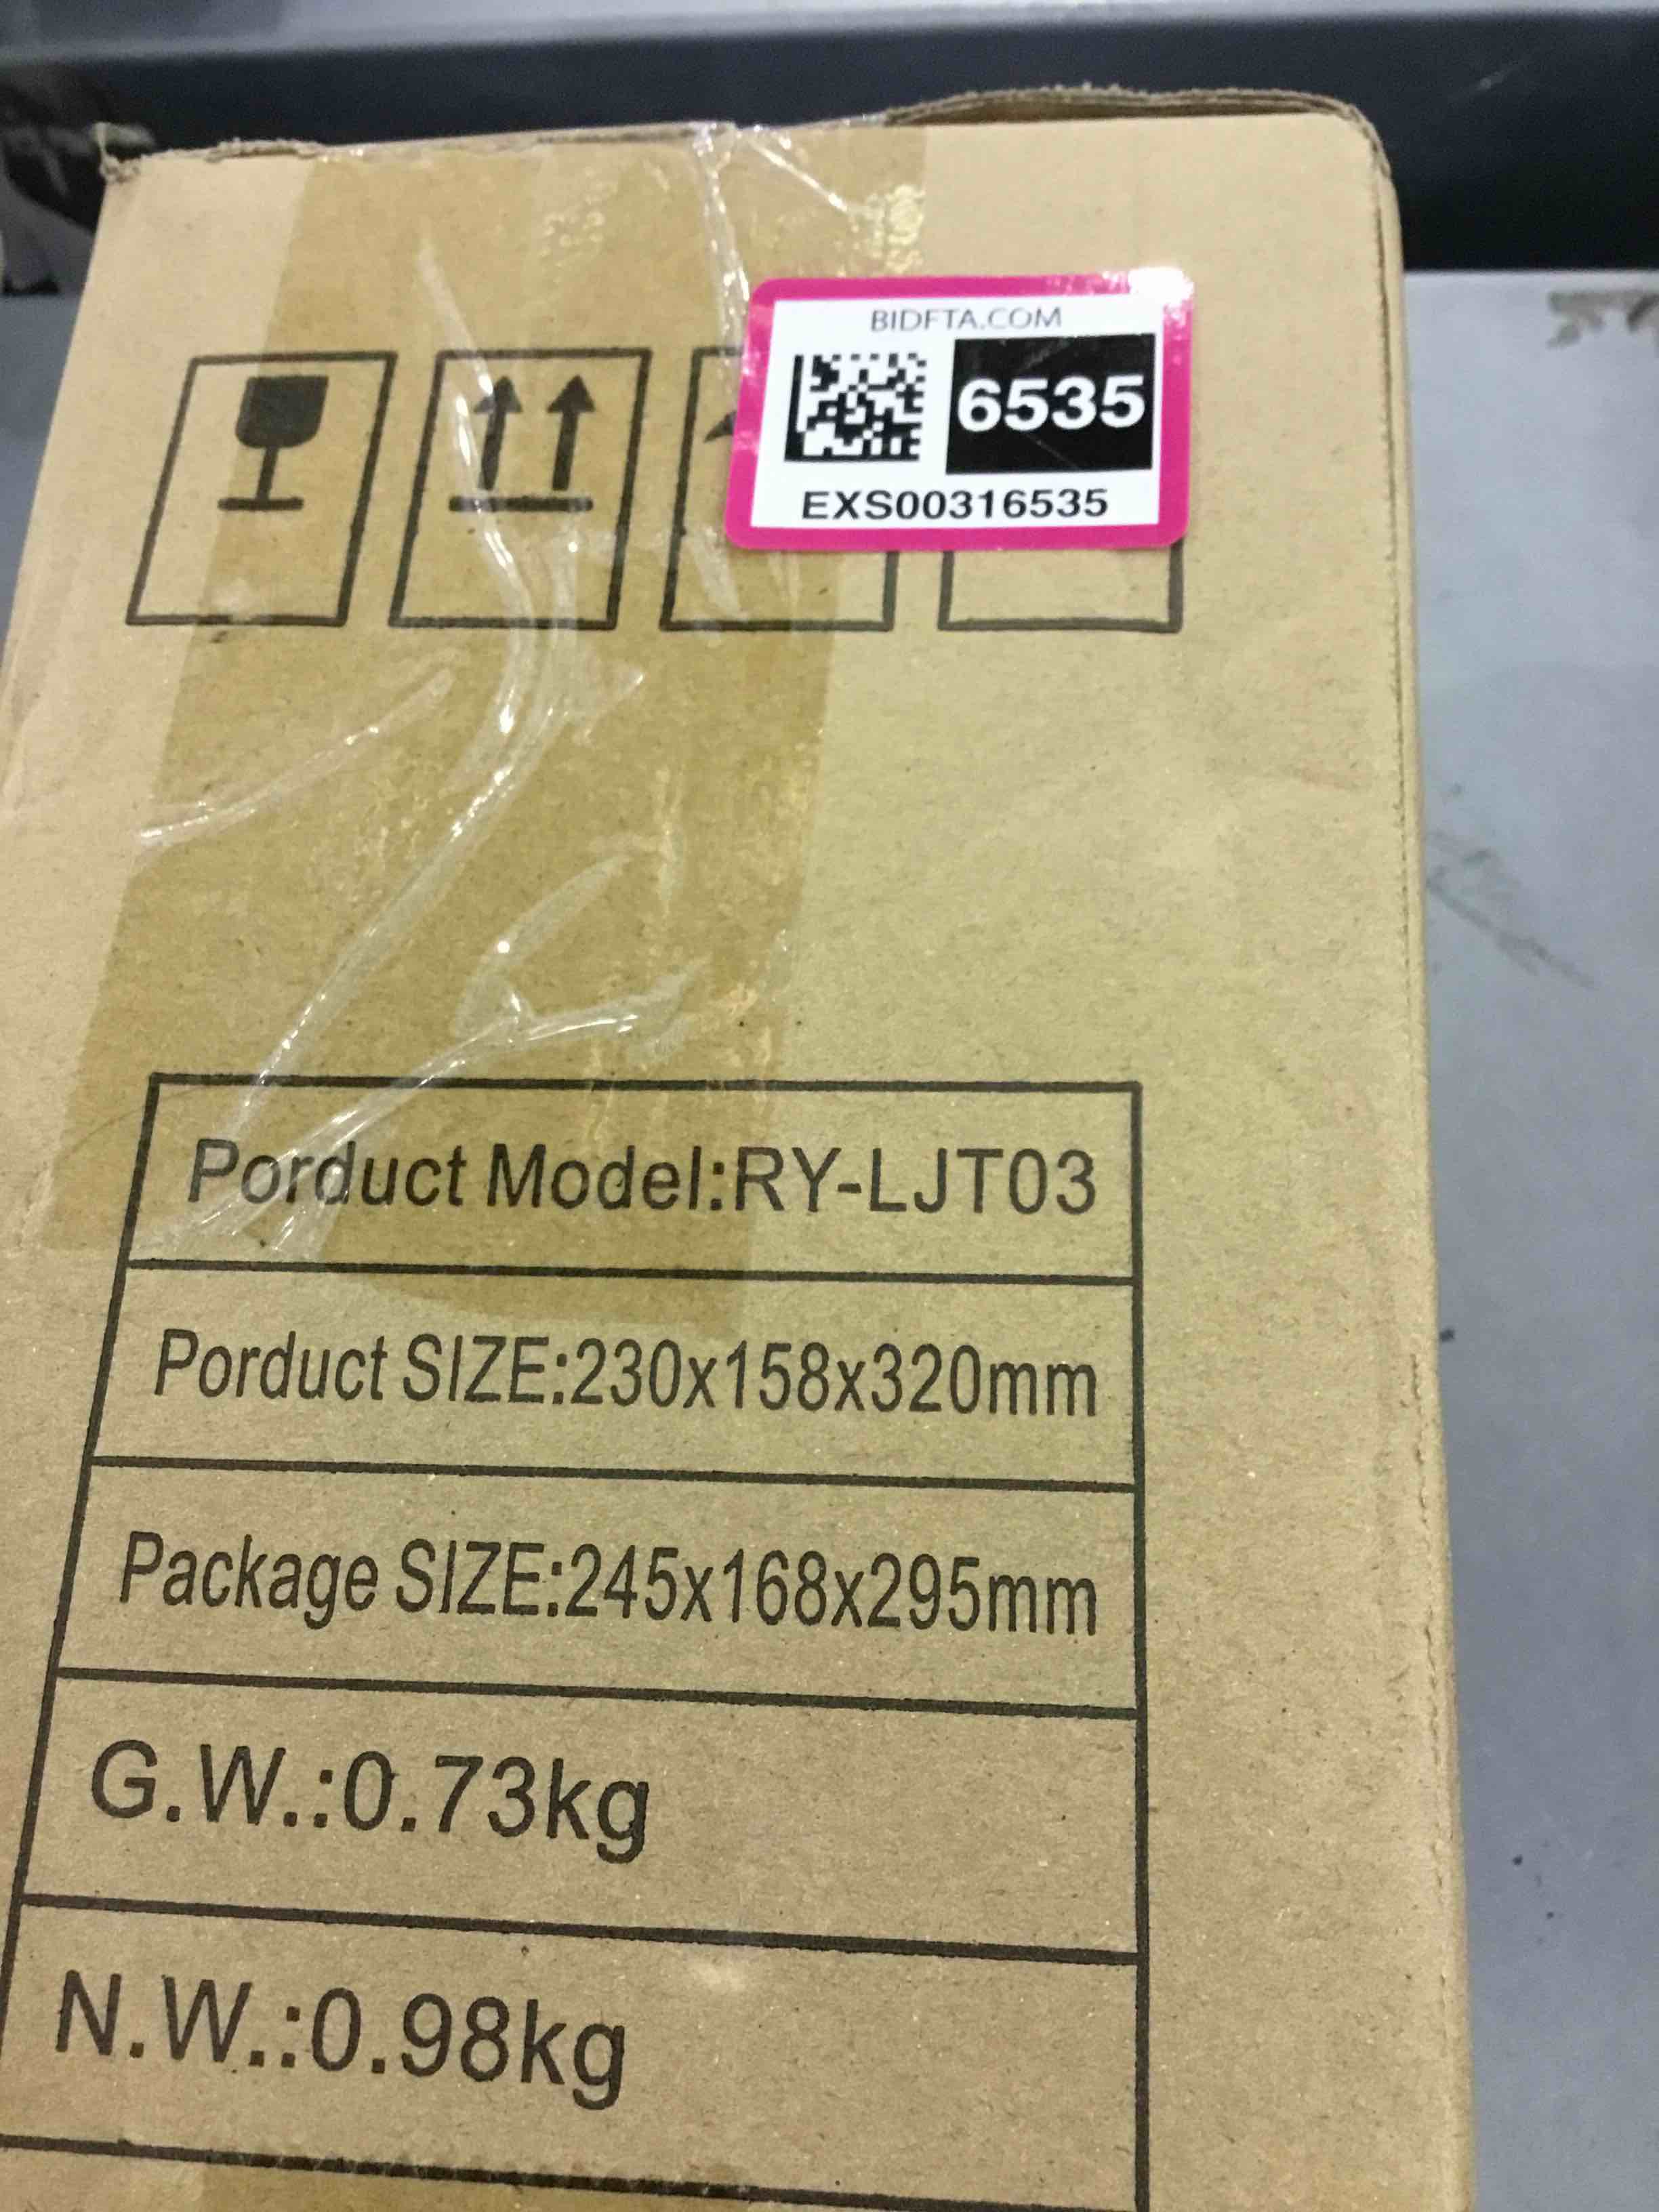 BIDFTA.COM
6535
EXS00316535
Porduct Model:RY-LJT03
Porduct SIZE:230x158x320mm
Package SIZE:245x168x295mm
G.W.:0.73kg
N.W.:0.98kg